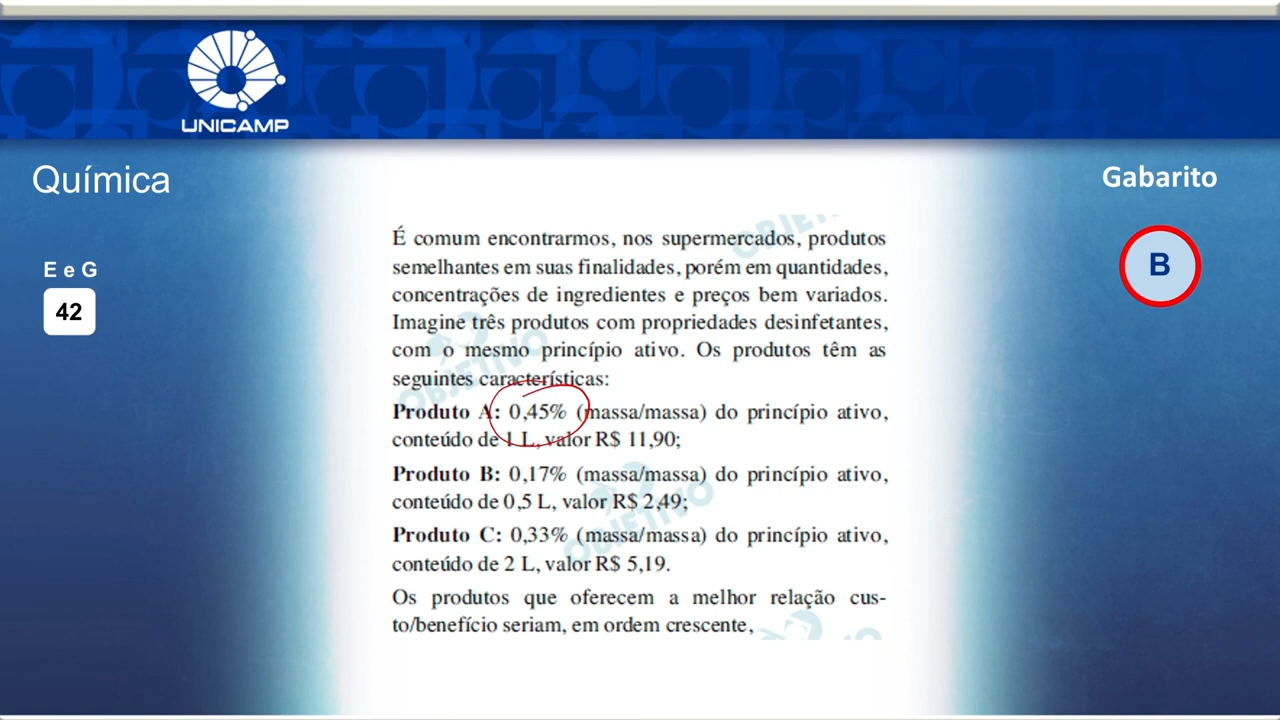 UNICAMP
Química
Gabarito
E e G
42
B
É comum encontrarmos, nos supermercados, produtos
semelhantes em suas finalidades, porém em quantidades,
concentrações de ingredientes e preços bem variados.
Imagine três produtos com propriedades desinfetantes,
com o mesmo princípio ativo. Os produtos têm as
seguintes características:
Produto A: 0,45% (massa/massa) do princípio ativo,
conteúdo de 1 L, valor R$ 11,90;
Produto B: 0,17% (massa/massa) do princípio ativo,
conteúdo de 0,5 L, valor R$ 2,49;
Produto C: 0,33% (massa/massa) do princípio ativo,
conteúdo de 2 L, valor R$ 5,19.
Os produtos que oferecem a melhor relação cus-
to/benefício seriam, em ordem crescente,
OBJETIVO
OBJETIVO